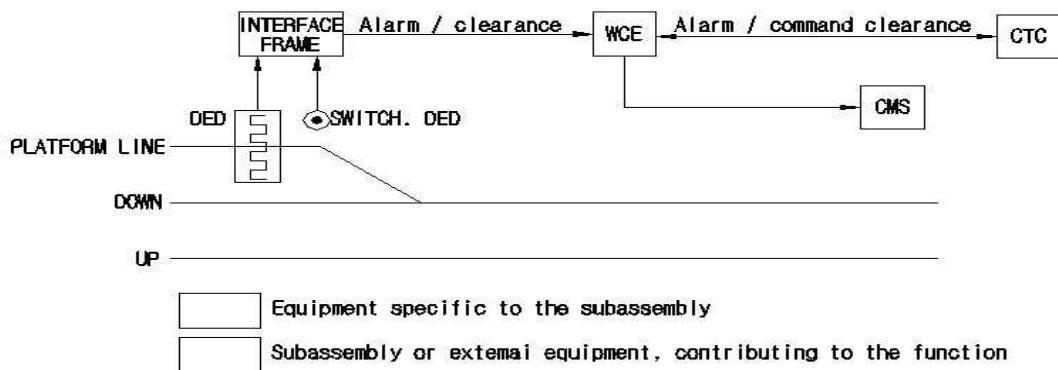 INTERFACE
FRAME
Alarm / clearance
WCE
Alarm / command clearance
CTC
CMS
DED
SWITCH. DED
PLATFORM LINE
DOWN
UP
Equipment specific to the subassembly
Subassembly or extemai equipment, contributing to the function